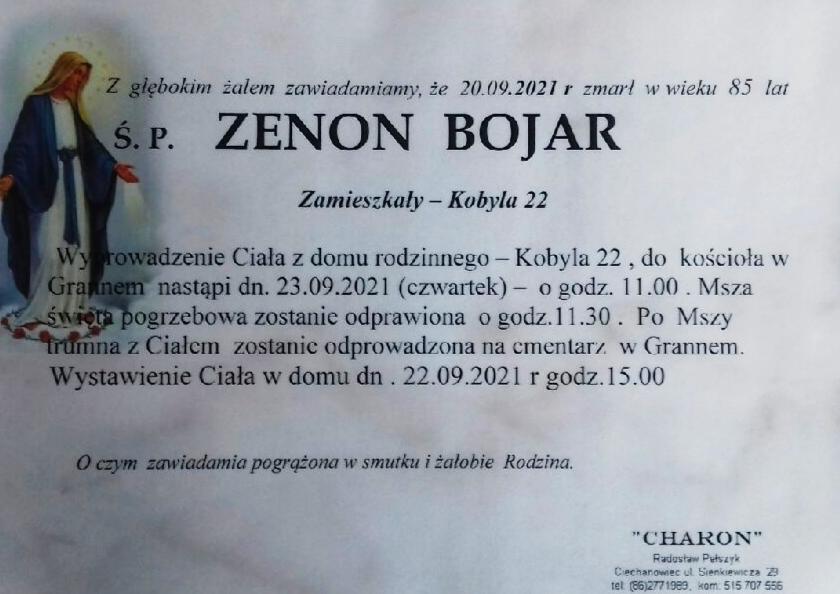 Z głębokim żalem zawiadamiamy, że 20.09.2021 r zmarł w wieku 85 lat
Ś. P. ZENON BOJAR
Zamieszkały – Kobyla 22
Wyprowadzenie Ciała z domu rodzinnego – Kobyla 22 , do kościoła w
Grannem nastąpi dn. 23.09.2021 (czwartek) – o godz. 11.00 . Msza
święta pogrzebowa zostanie odprawiona o godz.11.30 . Po Mszy
trumna z Ciałem zostanie odprowadzona na cmentarz w Grannem.
Wystawienie Ciała w domu dn . 22.09.2021 r godz.15.00
O czym zawiadamia pogrążona w smutku i żałobie Rodzina.
"CHARON"
Radosław Pełszyk
Ciechanowiec ul. Sienkiewicza 29
tel: (86)2771989, kom: 515 707 556